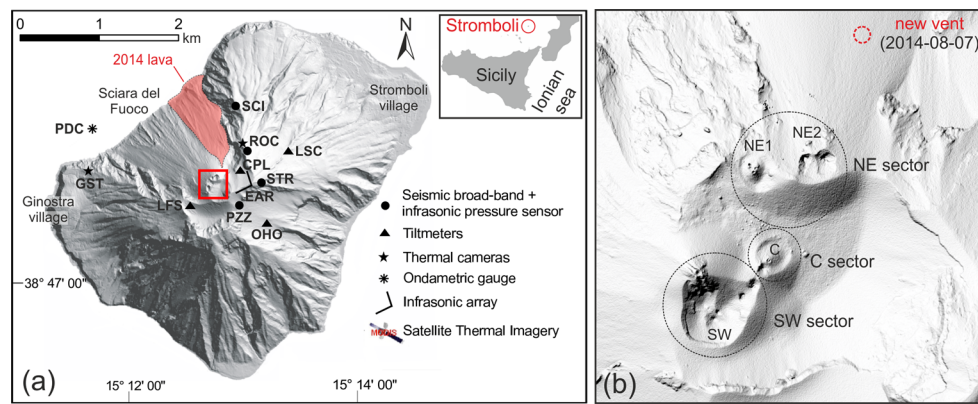 0
1
2
km
N
2014 lava
Sciara del
Fuoco
Stromboli
village
PDC
SCI
ROC
LSC
CPL
STR
GST
EAR
LFS
PZZ
OHO
Ginostra
village
38° 47' 00"
15° 12' 00"
15° 14' 00"
Seismic broad-band +
infrasonic pressure sensor
Tiltmeters
Thermal cameras
Ondametric gauge
Infrasonic array
Satellite Thermal Imagery
MODIS
(a)
Stromboli
Sicily
Ionian
sea
new vent
(2014-08-07)
NE1
NE2
NE sector
C
C sector
SW
SW sector
(b)